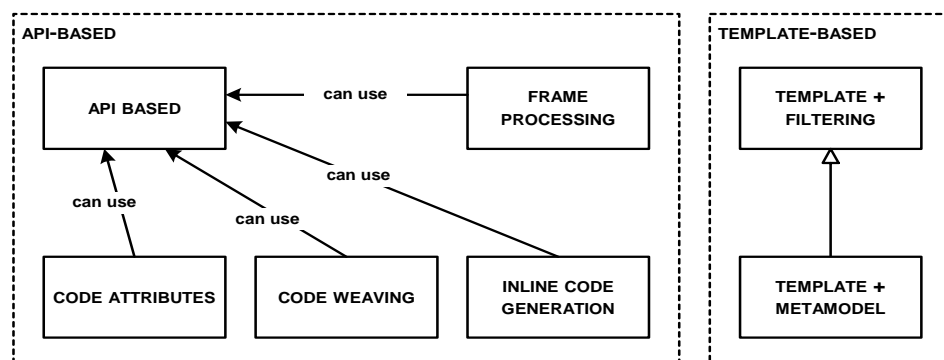 API-BASED
TEMPLATE-BASED
API BASED
can use
FRAME
PROCESSING
TEMPLATE +
FILTERING
can use
can use
can use
CODE ATTRIBUTES
CODE WEAVING
INLINE CODE
GENERATION
TEMPLATE +
METAMODEL